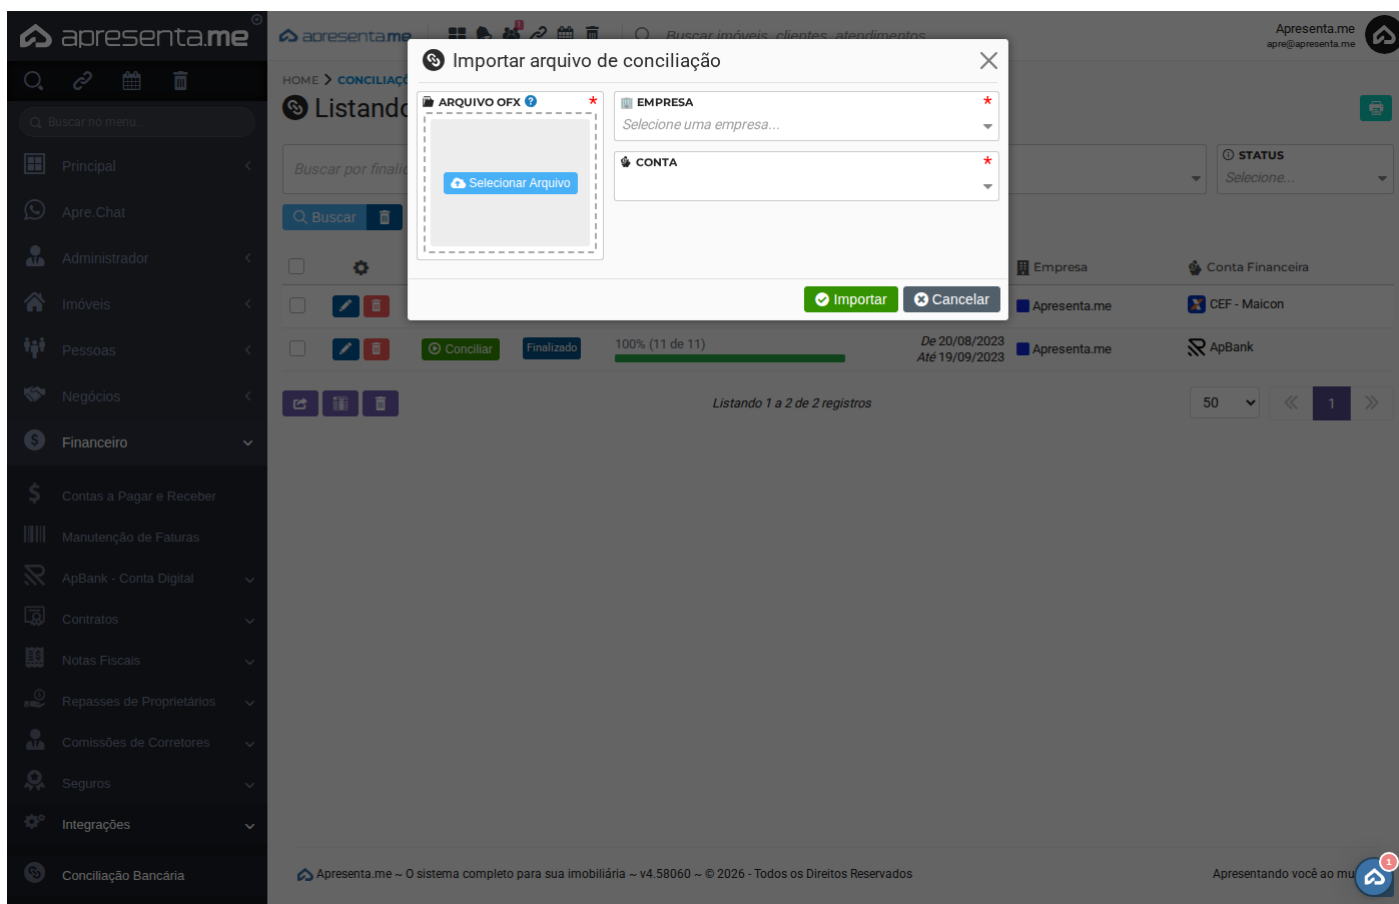 apresenta.me
Buscar no menu...
Principal
Apre.Chat
Administrador
Imóveis
Pessoas
Negócios
Financeiro
Contas a Pagar e Receber
Manutenção de Faturas
ApBank - Conta Digital
Contratos
Notas Fiscais
Repasses de Proprietários
Comissões de Corretores
Seguros
Integrações
Conciliação Bancária
apresenta.me
1
Buscar imóveis, clientes, atendimentos
Apresenta.me
apre@apresenta.me
HOME > CONCILIAÇ
Listando
Buscar por finali
STATUS
Selecione...
Buscar
Importar arquivo de conciliação
ARQUIVO OFX ? *
Selecionar Arquivo
EMPRESA *
Selecione uma empresa...
CONTA *
Importar
Cancelar
Empresa
Conta Financeira
Apresenta.me
CEF - Maicon
Conciliar
Finalizado
100% (11 de 11)
De 20/08/2023
Até 19/09/2023
Apresenta.me
ApBank
Listando 1 a 2 de 2 registros
50
1
Apresenta.me ~ O sistema completo para sua imobiliária ~ v4.58060 ~ © 2026 - Todos os Direitos Reservados
Apresentando você ao mu
1